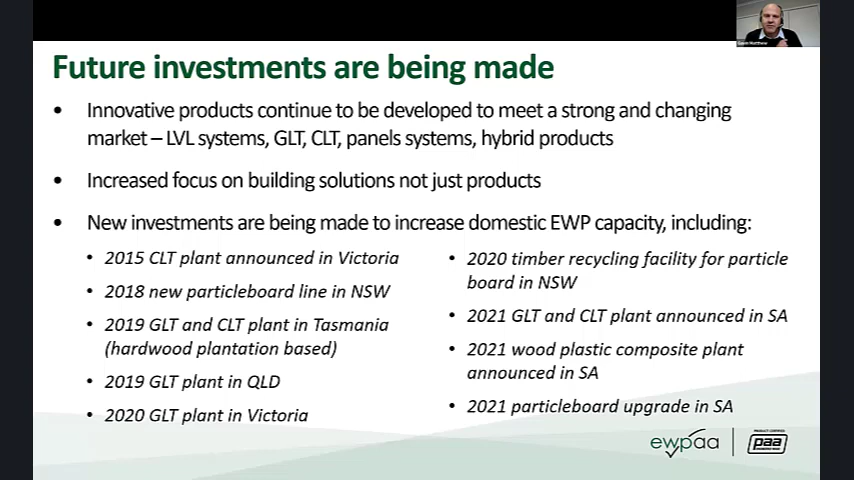 Future investments are being made
• Innovative products continue to be developed to meet a strong and changing
market – LVL systems, GLT, CLT, panels systems, hybrid products
• Increased focus on building solutions not just products
• New investments are being made to increase domestic EWP capacity, including:
• 2015 CLT plant announced in Victoria
• 2018 new particleboard line in NSW
• 2019 GLT and CLT plant in Tasmania
(hardwood plantation based)
• 2019 GLT plant in QLD
• 2020 GLT plant in Victoria
• 2020 timber recycling facility for particle
board in NSW
• 2021 GLT and CLT plant announced in SA
• 2021 wood plastic composite plant
announced in SA
• 2021 particleboard upgrade in SA
ewpaa
PRODUCT CERTIFIED
paa